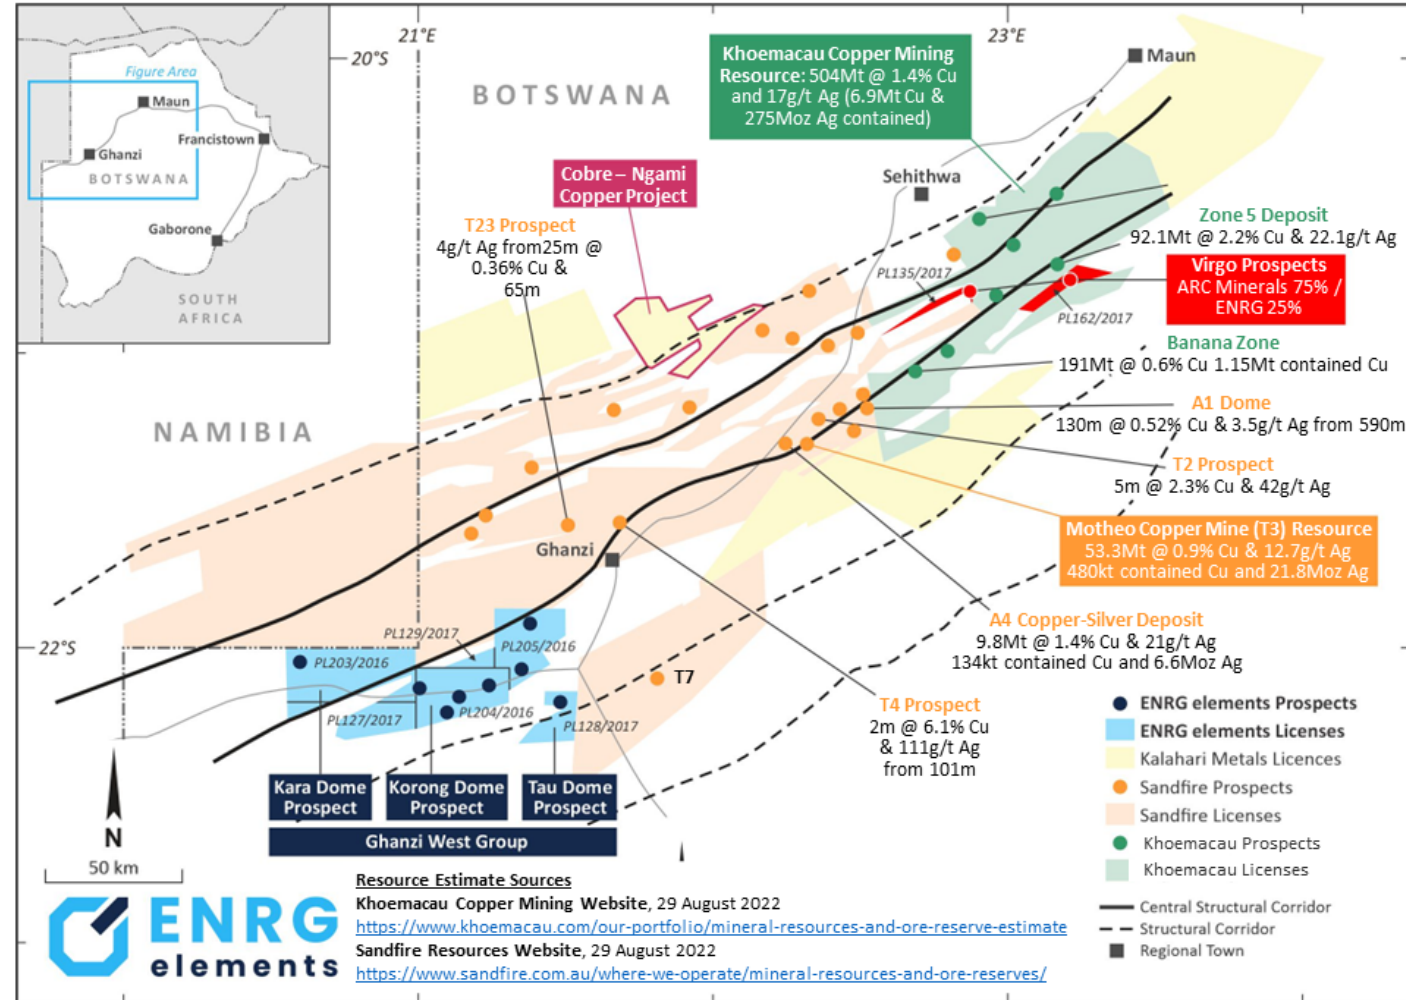 21°E
23°E
20°S
Figure Area
Maun
Francistown
Ghanzi
BOTSWANA
Gaborone
SOUTH
AFRICA
BOTSWANA
Khoemacau Copper Mining
Resource: 504Mt @ 1.4% Cu
and 17g/t Ag (6.9Mt Cu &
275Moz Ag contained)
Maun
Cobre – Ngami
Copper Project
Sehithwa
T23 Prospect
4g/t Ag from25m @
0.36% Cu &
65m
Zone 5 Deposit
92.1Mt @ 2.2% Cu & 22.1g/t Ag
PL135/2017
Virgo Prospects
ARC Minerals 75% /
ENRG 25%
PL162/2017
Banana Zone
191Mt @ 0.6% Cu 1.15Mt contained Cu
NAMIBIA
A1 Dome
130m @ 0.52% Cu & 3.5g/t Ag from 590m
T2 Prospect
5m @ 2.3% Cu & 42g/t Ag
Motheo Copper Mine (T3) Resource
53.3Mt @ 0.9% Cu & 12.7g/t Ag
480kt contained Cu and 21.8Moz Ag
Ghanzi
A4 Copper-Silver Deposit
9.8Mt @ 1.4% Cu & 21g/t Ag
134kt contained Cu and 6.6Moz Ag
22°S
PL129/2017
PL205/2016
PL203/2016
T7
PL127/2017
PL204/2016
PL128/2017
T4 Prospect
2m @ 6.1% Cu
& 111g/t Ag
from 101m
Kara Dome
Prospect
Korong Dome
Prospect
Tau Dome
Prospect
Ghanzi West Group
N
50 km
ENRG elements Prospects
ENRG elements Licenses
Kalahari Metals Licences
Sandfire Prospects
Sandfire Licenses
Khoemacau Prospects
Khoemacau Licenses
Central Structural Corridor
Structural Corridor
Regional Town
ENRG
elements
Resource Estimate Sources
Khoemacau Copper Mining Website, 29 August 2022
https://www.khoemacau.com/our-portfolio/mineral-resources-and-ore-reserve-estimate
Sandfire Resources Website, 29 August 2022
https://www.sandfire.com.au/where-we-operate/mineral-resources-and-ore-reserves/